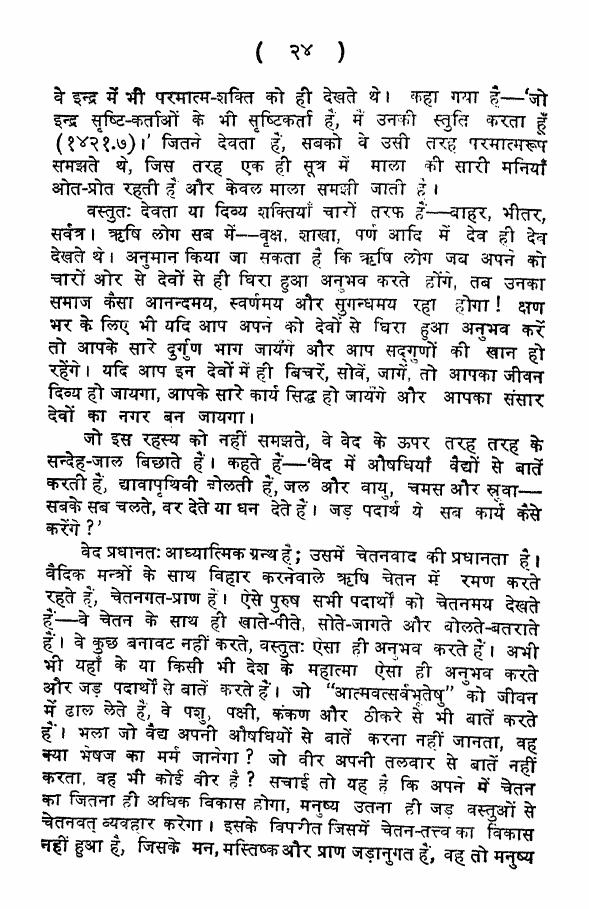 ( २४ )
वे इन्द्र में भी परमात्म-शक्ति को ही देखते थे। कहा गया है—‘जो
इन्द्र सृष्टि-कर्ताओं के भी सृष्टिकर्ता हैं, मैं उनकी स्तुति करता हूँ
(१४२१.७)।’ जितने देवता हैं, सबको वे उसी तरह परमात्मरूप
समझते थे, जिस तरह एक ही सूत्र में माला की सारी मनियाँ
ओत-प्रोत रहती हैं और केवल माला समझी जाती है।
वस्तुतः देवता या दिव्य शक्तियाँ चारों तरफ हैं—बाहर, भीतर,
सर्वत्र। ऋषि लोग सब में—वृक्ष, शाखा, पर्ण आदि में देव ही देव
देखते थे। अनुमान किया जा सकता है कि ऋषि लोग जब अपने को
चारों ओर से देवों से ही घिरा हुआ अनुभव करते होंगे, तब उनका
समाज कैसा आनन्दमय, स्वर्णमय और सुगन्धमय रहा होगा! क्षण
भर के लिए भी यदि आप अपने को देवों से घिरा हुआ अनुभव करें
तो आपके सारे दुर्गुण भाग जायँगे और आप सद्गुणों की खान हो
रहेंगे। यदि आप इन देवों में ही बिचरें, सोवें, जागें, तो आपका जीवन
दिव्य हो जायगा, आपके सारे कार्य सिद्ध हो जायँगे और आपका संसार
देवों का नगर बन जायगा।
जो इस रहस्य को नहीं समझते, वे वेद के ऊपर तरह तरह के
सन्देह-जाल बिछाते हैं। कहते हैं—‘वेद में औषधियाँ वैद्यों से बातें
करती हैं, द्यावापृथिवी बोलती हैं, जल और वायु, चमस और स्रुवा—
सबके सब चलते, वर देते या धन देते हैं। जड़ पदार्थ ये सब कार्य कैसे
करेंगे?’
वेद प्रधानतः आध्यात्मिक ग्रन्थ है; उसमें चेतनवाद की प्रधानता है।
वैदिक मन्त्रों के साथ विहार करनेवाले ऋषि चेतन में रमण करते
रहते हैं, चेतनगत-प्राण हैं। ऐसे पुरुष सभी पदार्थों को चेतनमय देखते
हैं—वे चेतन के साथ ही खाते-पीते, सोते-जागते और बोलते-बतराते
हैं। वे कुछ बनावट नहीं करते, वस्तुतः ऐसा ही अनुभव करते हैं। अभी
भी यहाँ के या किसी भी देश के महात्मा ऐसा ही अनुभव करते
और जड़ पदार्थों से बातें करते हैं। जो “आत्मवत्सर्वभूतेषु” को जीवन
में ढाल लेते हैं, वे पशु, पक्षी, कंकण और ठीकरे से भी बातें करते
हैं। भला जो वैद्य अपनी औषधियों से बातें करना नहीं जानता, वह
क्या भेषज का मर्म जानेगा? जो वीर अपनी तलवार से बातें नहीं
करता, वह भी कोई वीर है? सचाई तो यह है कि अपने में चेतन
का जितना ही अधिक विकास होगा, मनुष्य उतना ही जड़ वस्तुओं से
चेतनवत् व्यवहार करेगा। इसके विपरीत जिसमें चेतन-तत्त्व का विकास
नहीं हुआ है, जिसके मन, मस्तिष्क और प्राण जड़ानुगत हैं, वह तो मनुष्य